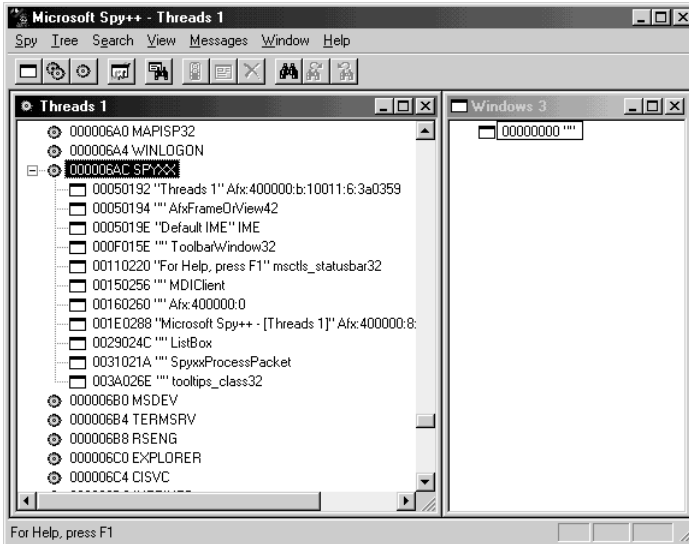 Microsoft Spy++ - Threads 1
Spy Tree Search View Messages Window Help
Threads 1
000006A0 MAPISP32
000006A4 WINLOGON
000006AC SPYXX
00050192 "Threads 1" Afx:400000:b:10011:6:3a0359
00050194 "" AfxFrameOrView42
0005019E "Default IME" IME
000F015E "" ToolbarWindow32
00110220 "For Help, press F1" msctls_statusbar32
00150256 "" MDIClient
00160260 "" Afx:400000:0
001E0288 "Microsoft Spy++ - [Threads 1]" Afx:400000:8:
0029024C "" ListBox
0031021A "" SpyxxProcessPacket
003A026E "" tooltips_class32
000006B0 MSDEV
000006B4 TERMSRV
000006B8 RSENG
000006C0 EXPLORER
000006C4 CISVC
Windows 3
00000000 ""
For Help, press F1